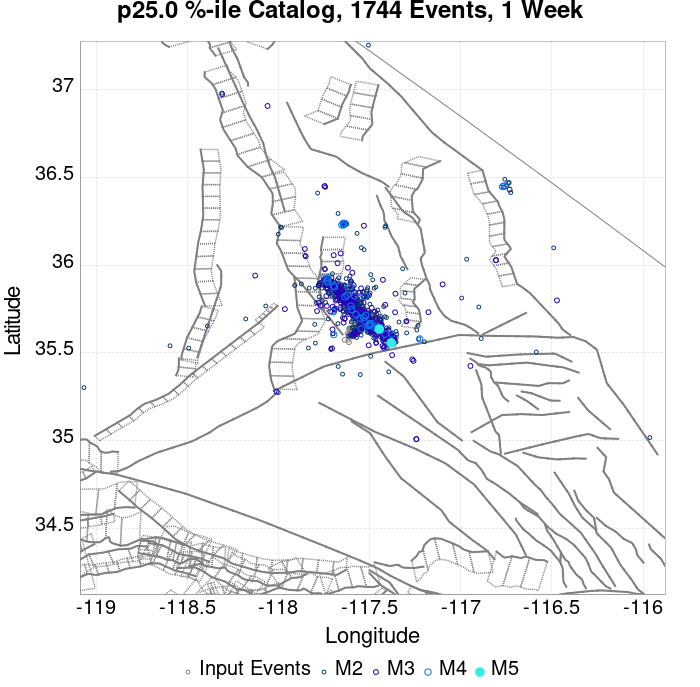 p25.0 %-ile Catalog, 1744 Events, 1 Week
37
36.5
36
35.5
35
34.5
Latitude
-119 -118.5 -118 -117.5 -117 -116.5 -116
Longitude
Input Events M2 M3 M4 M5